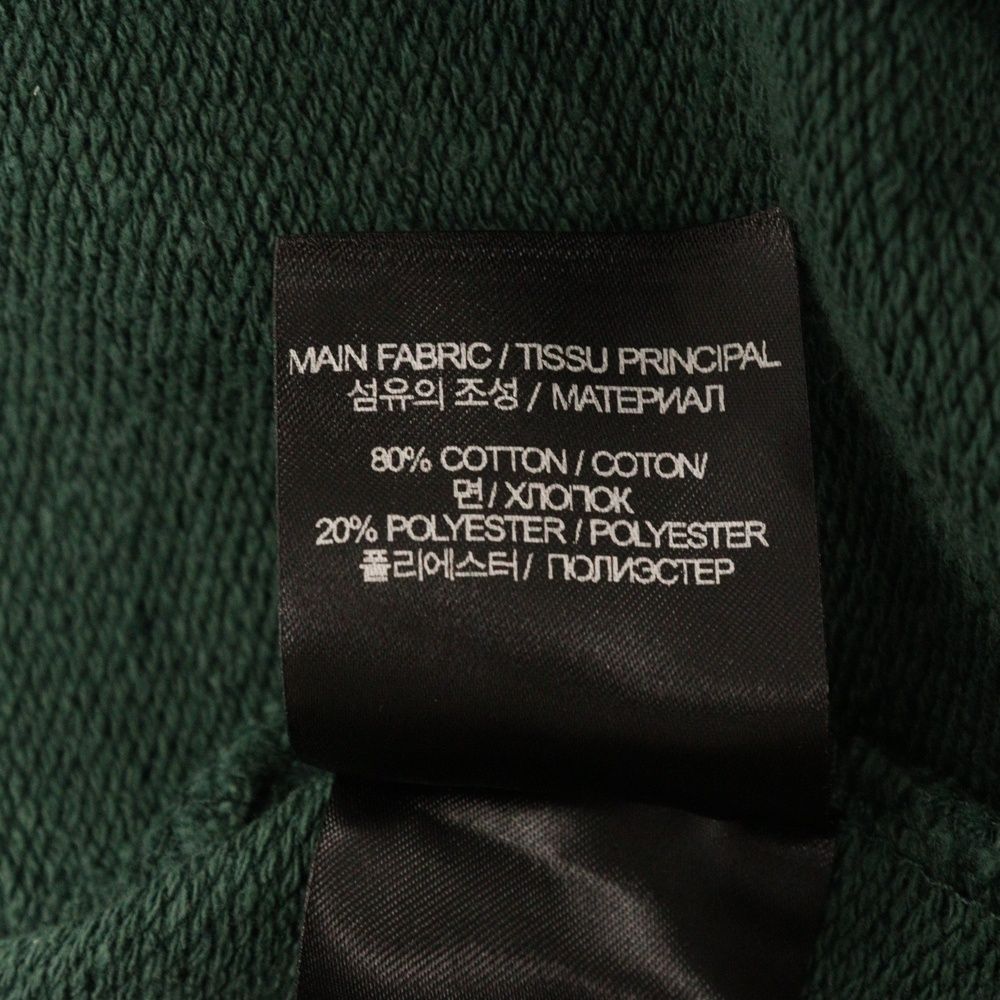 MAIN FABRIC / TISSU PRINCIPAL
섬유의 조성 / МАТЕРИАЛ
80% COTTON / COTON/
면 / ХЛОПОК
20% POLYESTER / POLYESTER
폴리에스터 / ПОЛИЭСТЕР